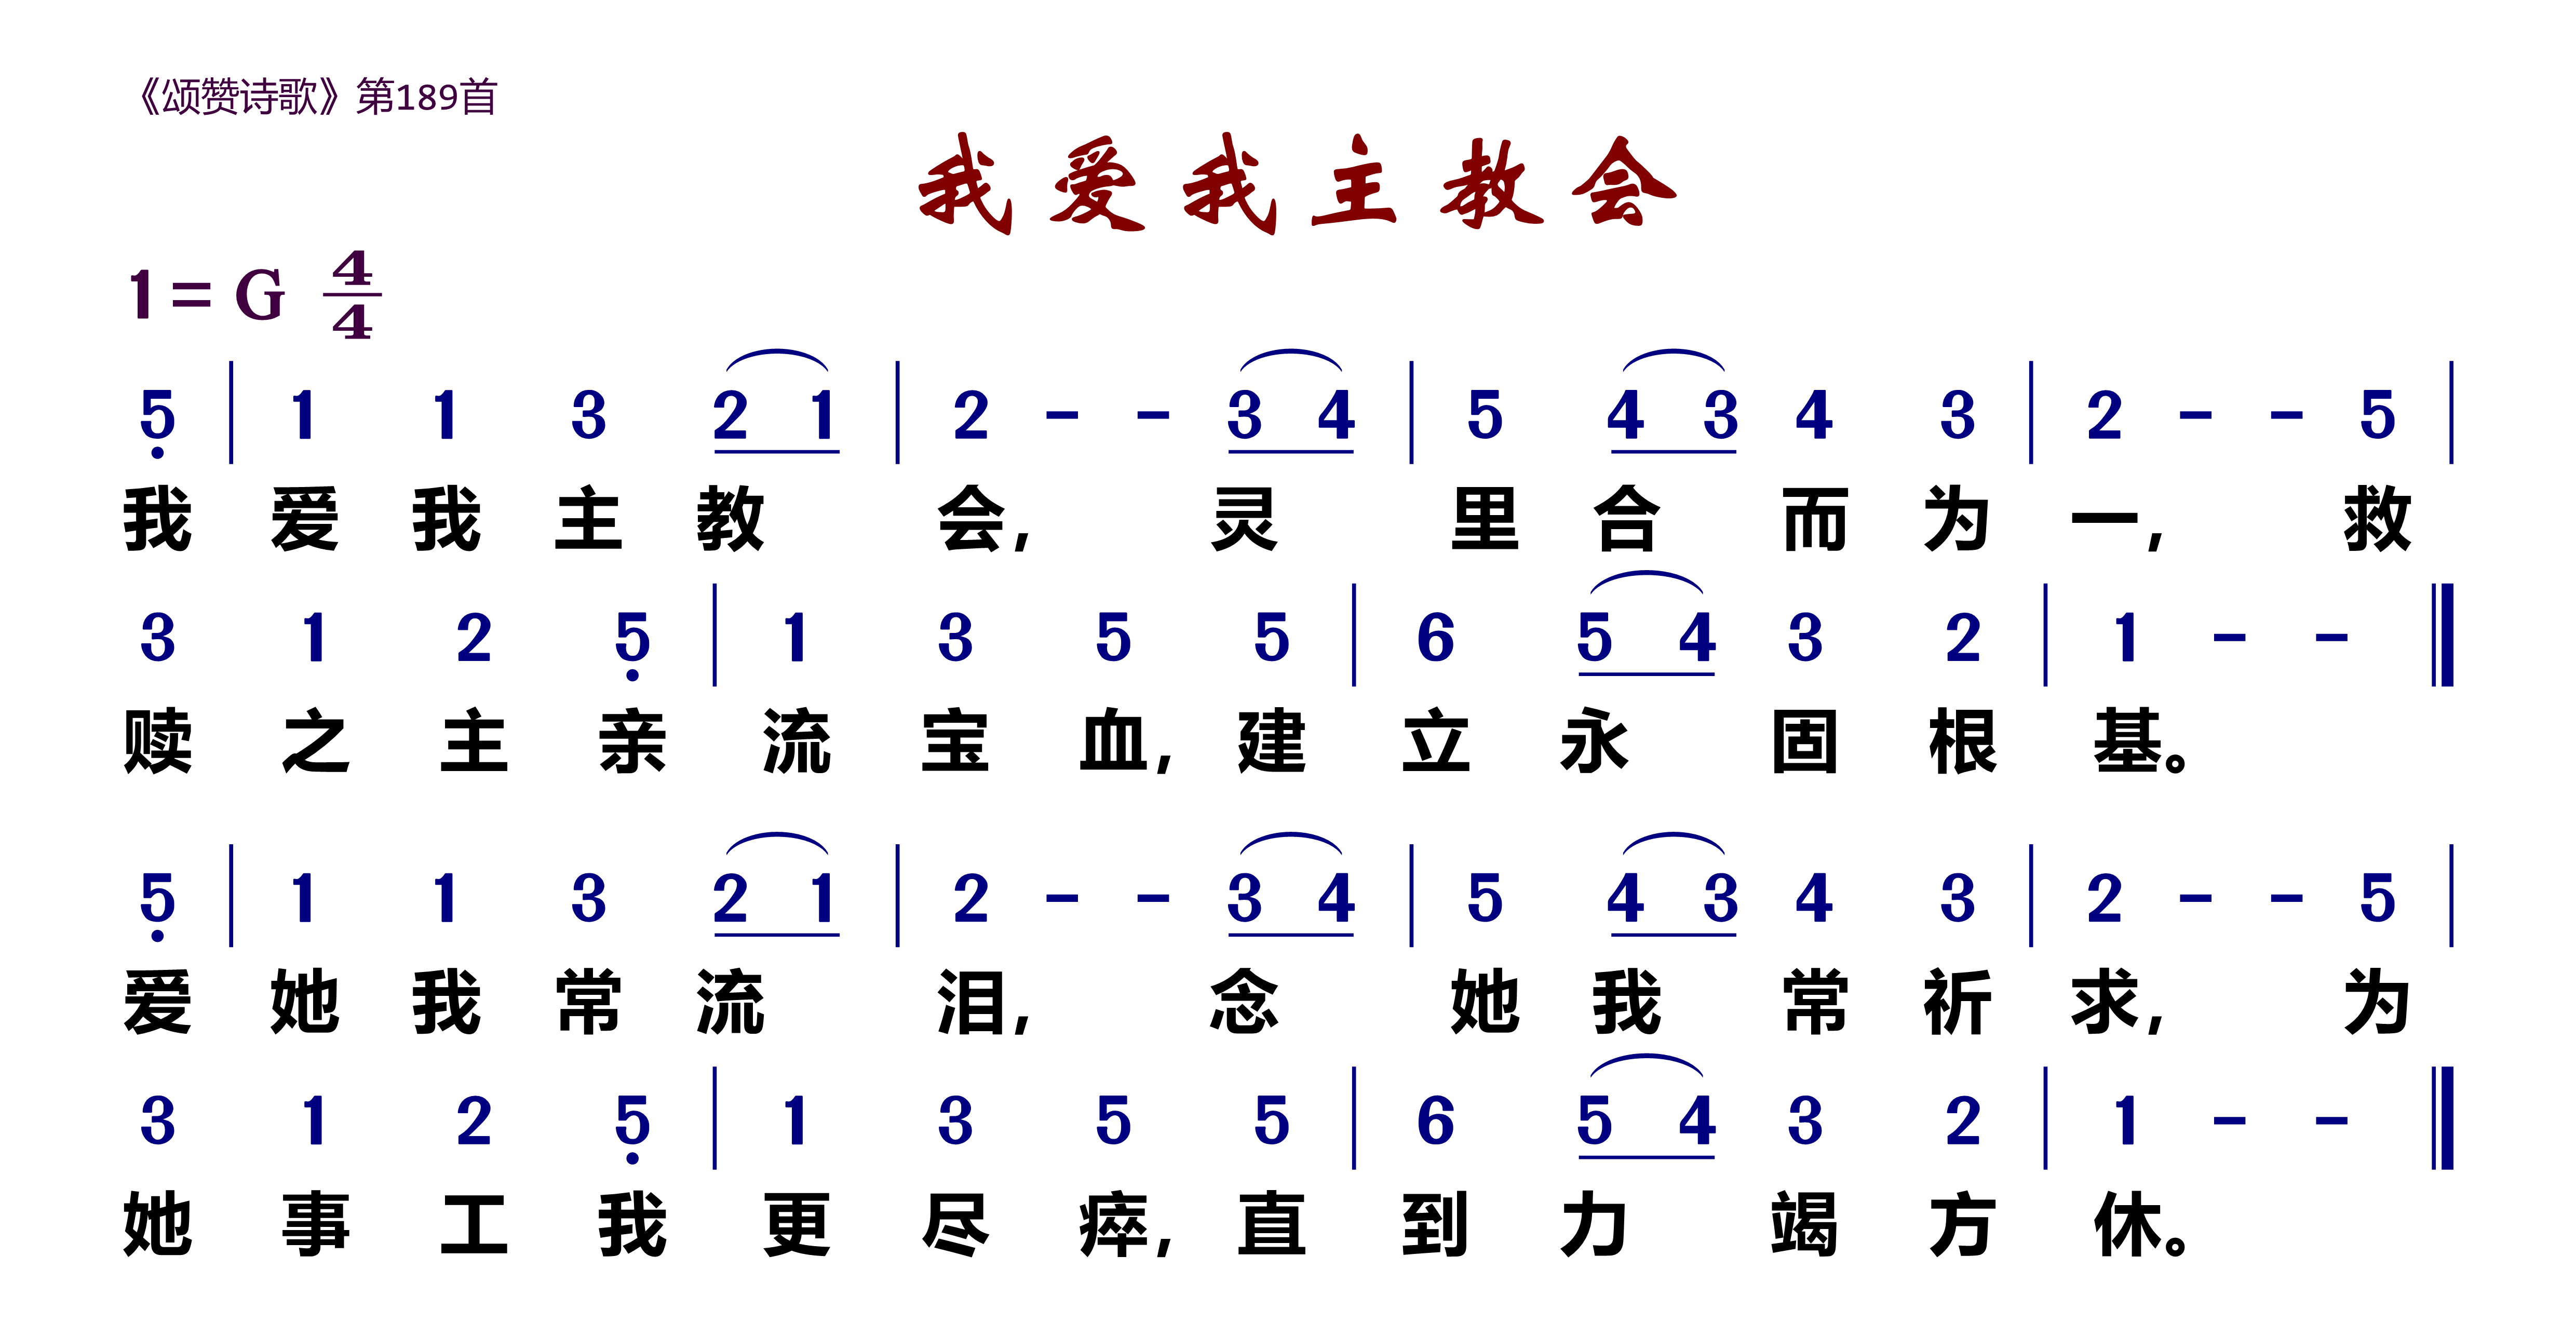 《颂赞诗歌》第189首
我爱我主教会
1= G 4/4
5 | 1 1 3 2 1 | 2 - - 3 4 | 5 4 3 4 3 | 2 - - 5 |
我 爱 我 主 教 会, 灵 里 合 而 为 一, 救
3 1 2 5 | 1 3 5 5 | 6 5 4 3 2 | 1 - - ‖
赎 之 主 亲 流 宝 血, 建 立 永 固 根 基。
5 | 1 1 3 2 1 | 2 - - 3 4 | 5 4 3 4 3 | 2 - - 5 |
爱 她 我 常 流 泪, 念 她 我 常 祈 求, 为
3 1 2 5 | 1 3 5 5 | 6 5 4 3 2 | 1 - - ‖
她 事 工 我 更 尽 瘁, 直 到 力 竭 方 休。